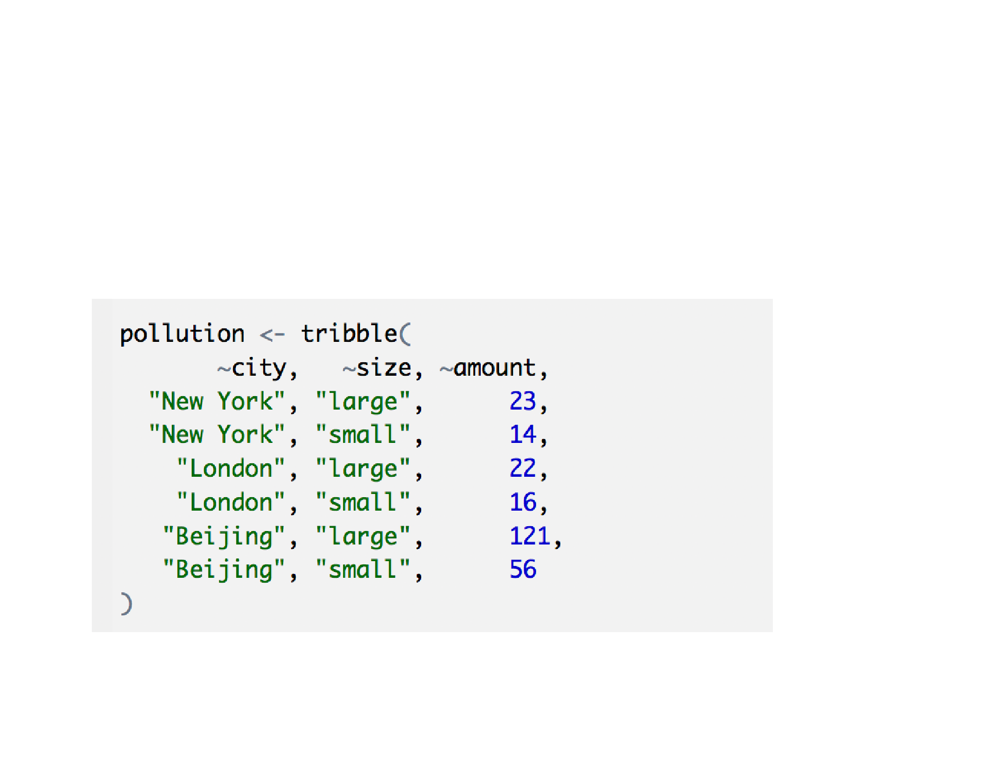 pollution <- tribble(
       ~city,   ~size, ~amount,
  "New York", "large",      23,
  "New York", "small",      14,
    "London", "large",      22,
    "London", "small",      16,
   "Beijing", "large",      121,
   "Beijing", "small",      56
)